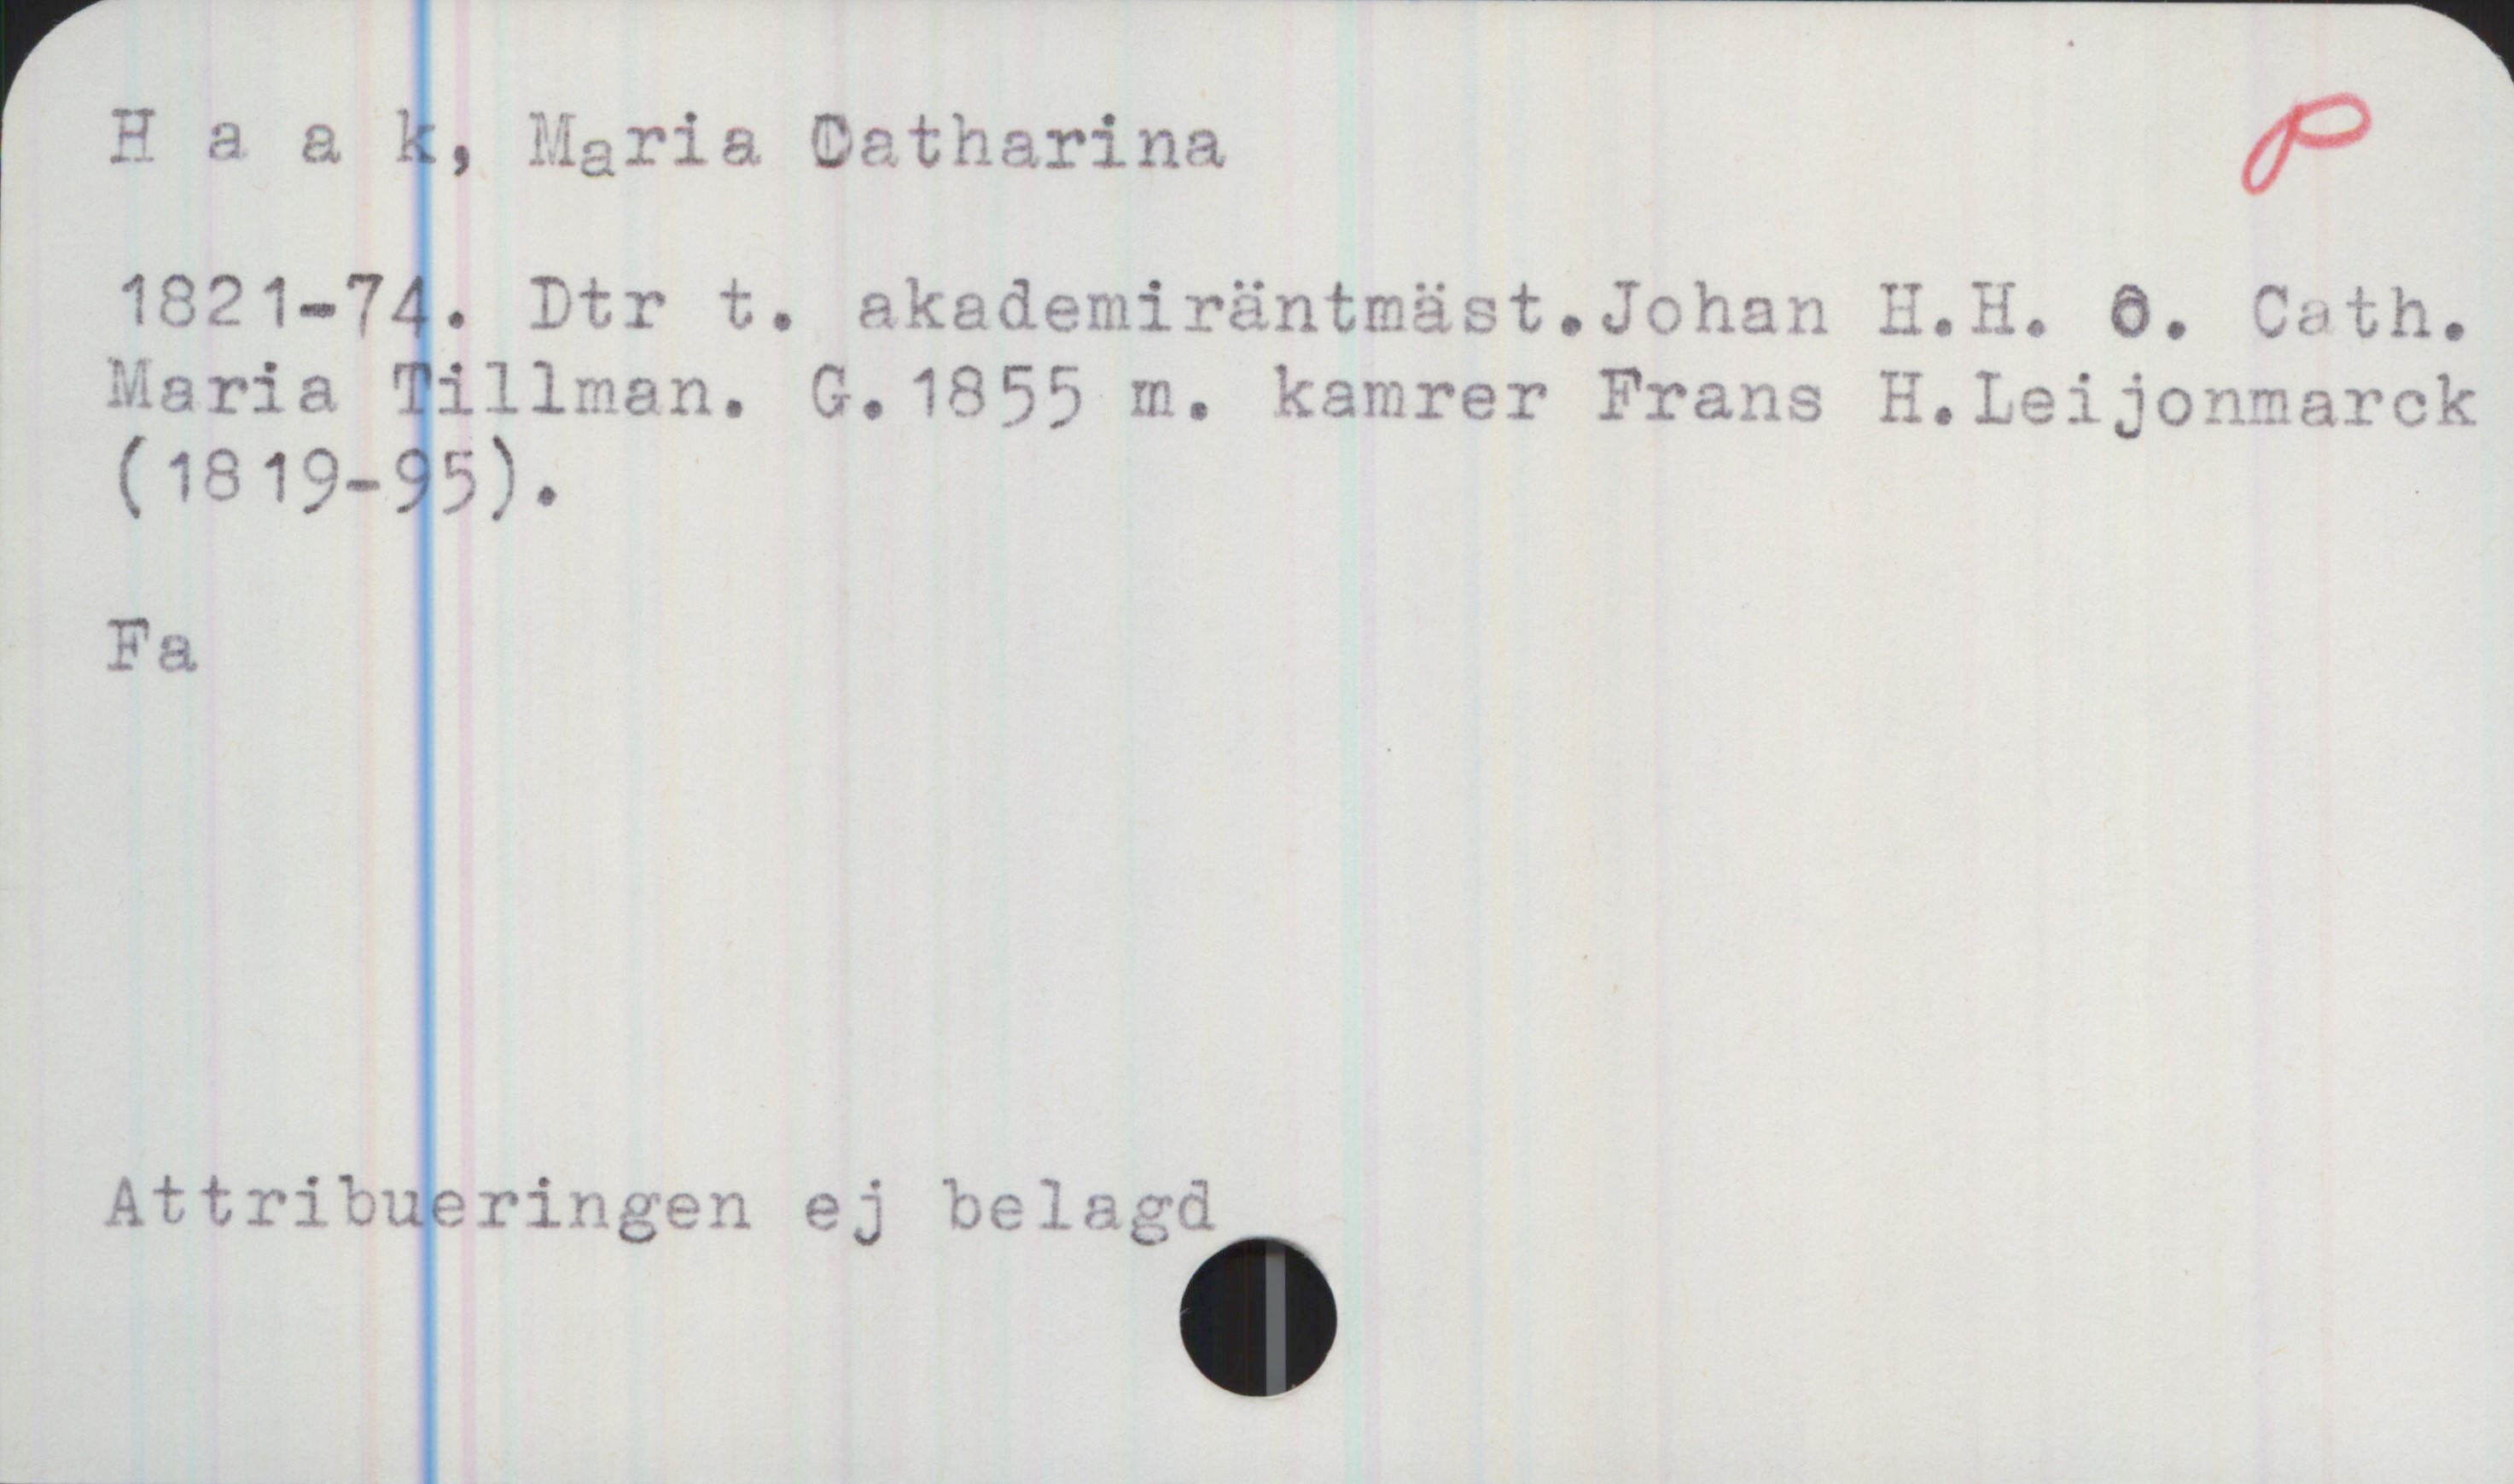 H a a k, Maria Catharina
1821-74. Dtr t. akademiräntmäst.Johan H.H. o. Cath.
Maria Tillman. G.1855 m. kamrer Frans H.Leijonmarck
(1819-95).
Fa
Attribueringen ej belagd